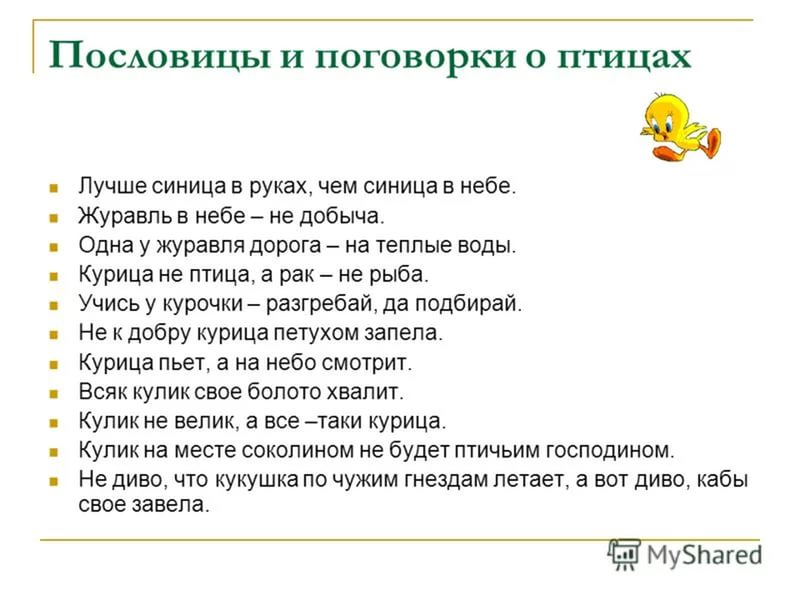 Пословицы и поговорки о птицах
Лучше синица в руках, чем синица в небе.
Журавль в небе – не добыча.
Одна у журавля дорога – на теплые воды.
Курица не птица, а рак – не рыба.
Учись у курочки – разгребай, да подбирай.
Не к добру курица петухом запела.
Курица пьет, а на небо смотрит.
Всяк кулик свое болото хвалит.
Кулик не велик, а все –таки курица.
Кулик на месте соколином не будет птичьим господином.
Не диво, что кукушка по чужим гнездам летает, а вот диво, кабы
свое завела.
MyShared